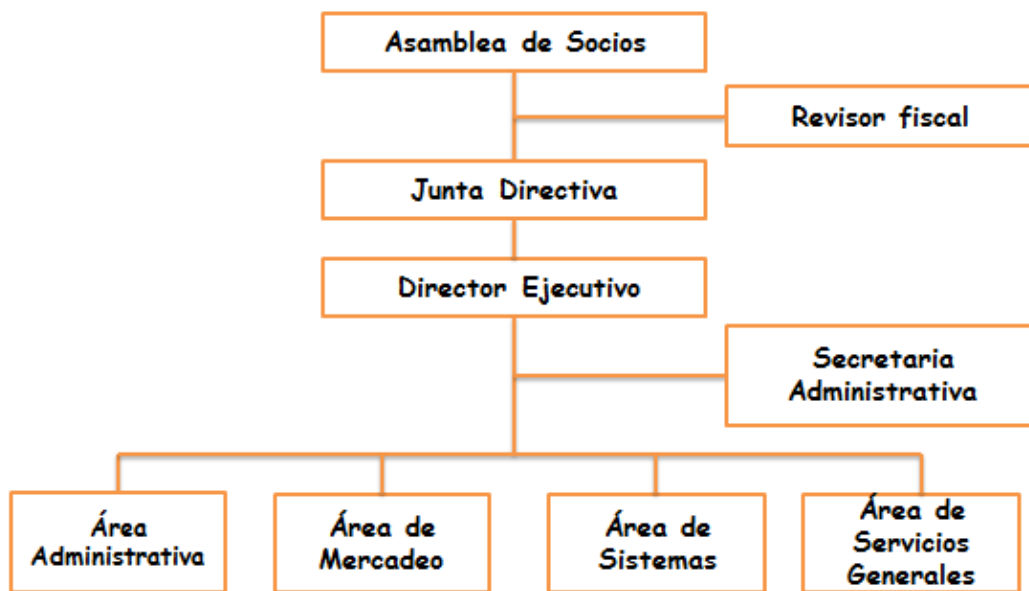 Asamblea de Socios
Revisor fiscal
Junta Directiva
Director Ejecutivo
Secretaria
Administrativa
Área
Administrativa
Área de
Mercadeo
Área de
Sistemas
Área de
Servicios
Generales